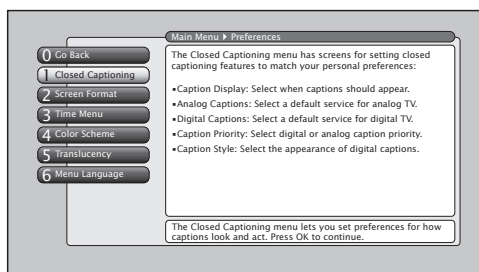 Main Menu ▶ Preferences
0 Go Back
1 Closed Captioning
2 Screen Format
3 Time Menu
4 Color Scheme
5 Translucency
6 Menu Language
The Closed Captioning menu has screens for setting closed
captioning features to match your personal preferences:
▪Caption Display: Select when captions should appear.
▪Analog Captions: Select a default service for analog TV.
▪Digital Captions: Select a default service for digital TV.
▪Caption Priority: Select digital or analog caption priority.
▪Caption Style: Select the appearance of digital captions.
The Closed Captioning menu lets you set preferences for how
captions look and act. Press OK to continue.